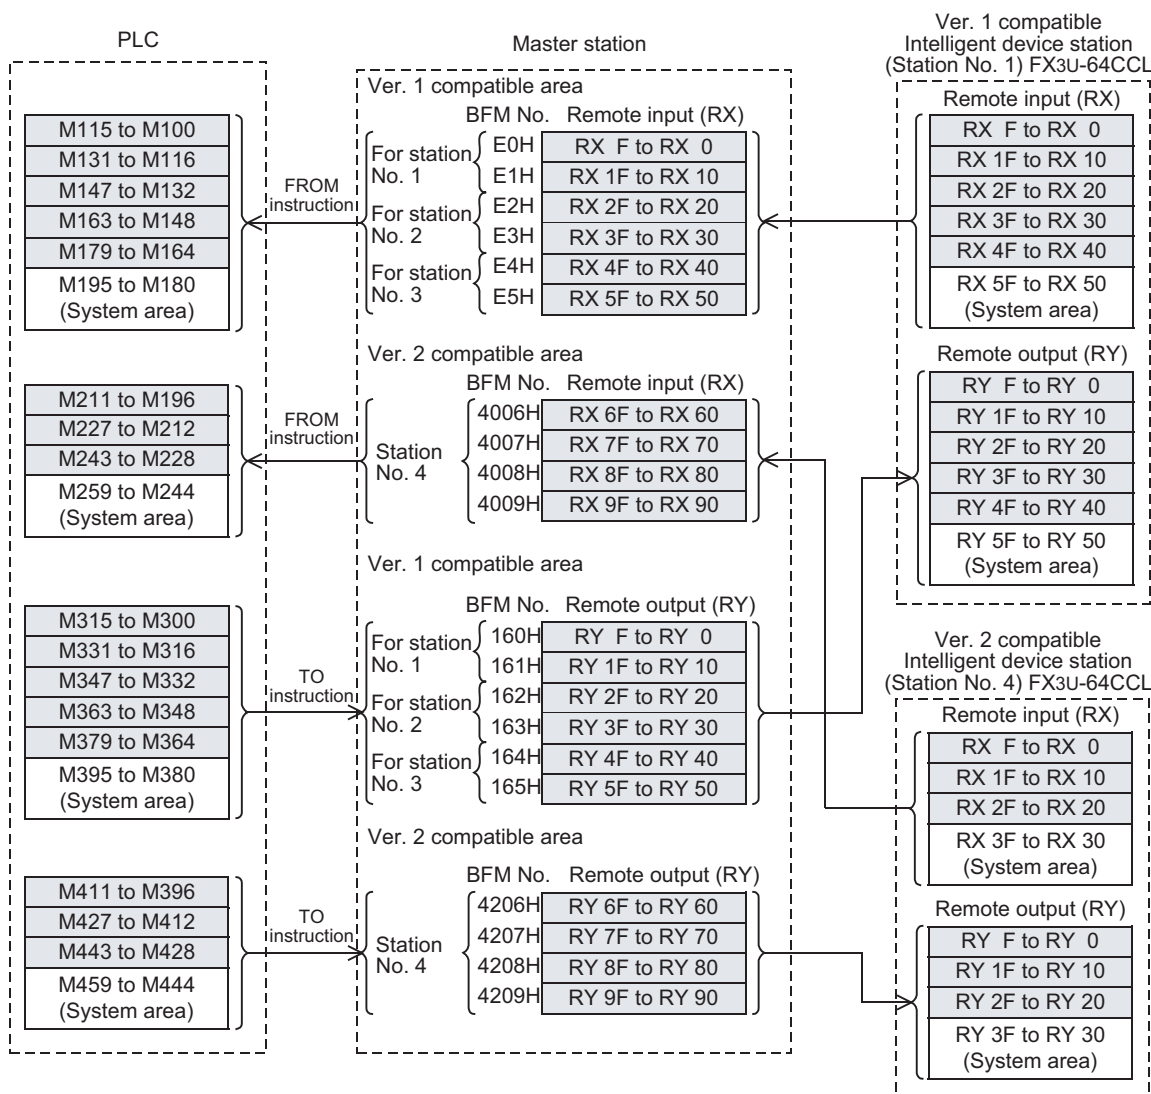 PLC
M115 to M100
M131 to M116
M147 to M132
M163 to M148
M179 to M164
M195 to M180
(System area)
FROM
instruction
M211 to M196
M227 to M212
M243 to M228
M259 to M244
(System area)
FROM
instruction
M315 to M300
M331 to M316
M347 to M332
M363 to M348
M379 to M364
M395 to M380
(System area)
TO
instruction
M411 to M396
M427 to M412
M443 to M428
M459 to M444
(System area)
TO
instruction
Master station
Ver. 1 compatible area
BFM No. Remote input (RX)
For station
No. 1
E0H RX F to RX 0
E1H RX 1F to RX 10
For station
No. 2
E2H RX 2F to RX 20
E3H RX 3F to RX 30
For station
No. 3
E4H RX 4F to RX 40
E5H RX 5F to RX 50
Ver. 2 compatible area
BFM No. Remote input (RX)
Station
No. 4
4006H RX 6F to RX 60
4007H RX 7F to RX 70
4008H RX 8F to RX 80
4009H RX 9F to RX 90
Ver. 1 compatible area
BFM No. Remote output (RY)
For station
No. 1
160H RY F to RY 0
161H RY 1F to RY 10
For station
No. 2
162H RY 2F to RY 20
163H RY 3F to RY 30
For station
No. 3
164H RY 4F to RY 40
165H RY 5F to RY 50
Ver. 2 compatible area
BFM No. Remote output (RY)
Station
No. 4
4206H RY 6F to RY 60
4207H RY 7F to RY 70
4208H RY 8F to RY 80
4209H RY 9F to RY 90
Ver. 1 compatible
Intelligent device station
(Station No. 1) FX3U-64CCL
Remote input (RX)
RX F to RX 0
RX 1F to RX 10
RX 2F to RX 20
RX 3F to RX 30
RX 4F to RX 40
RX 5F to RX 50
(System area)
Remote output (RY)
RY F to RY 0
RY 1F to RY 10
RY 2F to RY 20
RY 3F to RY 30
RY 4F to RY 40
RY 5F to RY 50
(System area)
Ver. 2 compatible
Intelligent device station
(Station No. 4) FX3U-64CCL
Remote input (RX)
RX F to RX 0
RX 1F to RX 10
RX 2F to RX 20
RX 3F to RX 30
(System area)
Remote output (RY)
RY F to RY 0
RY 1F to RY 10
RY 2F to RY 20
RY 3F to RY 30
(System area)